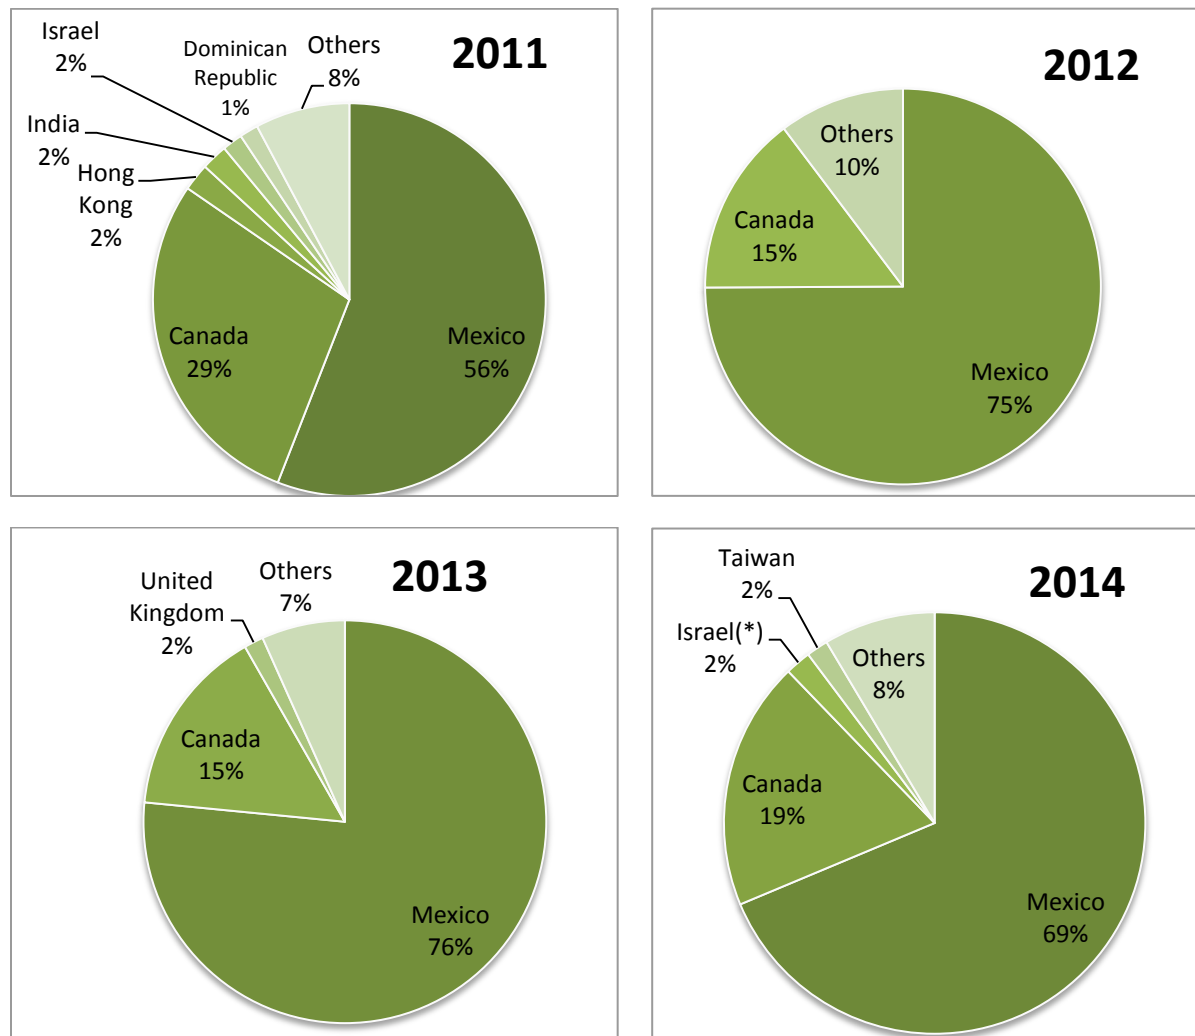 2011
Israel
2%
Dominican
Republic
1%
Others
8%
India
2%
Hong
Kong
2%
Canada
29%
Mexico
56%
2012
Others
10%
Canada
15%
Mexico
75%
2013
United
Kingdom
2%
Others
7%
Canada
15%
Mexico
76%
2014
Taiwan
2%
Israel(*)
2%
Others
8%
Canada
19%
Mexico
69%